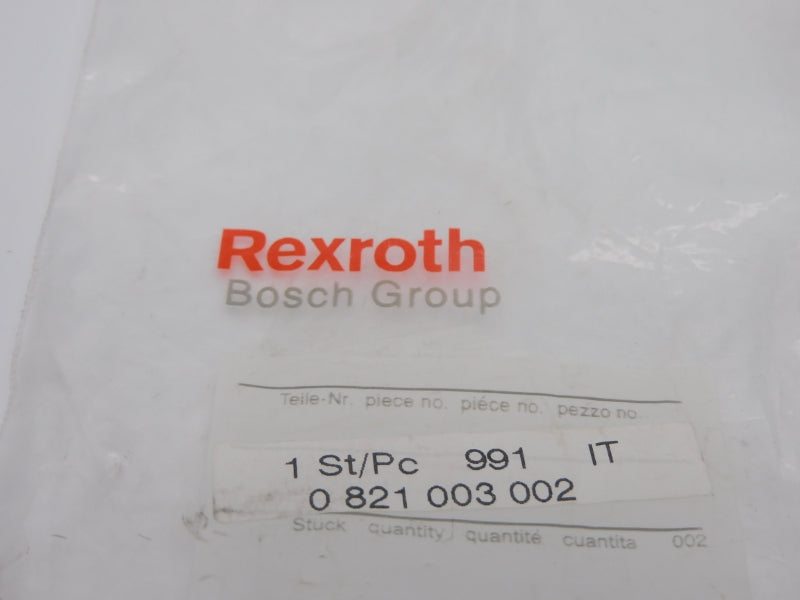 Rexroth
Bosch Group
Teile-Nr. piece no. piéce no. pezzo no.
1 St/Pc 991 IT
0 821 003 002
Stuck quantity quantité cuantita 002